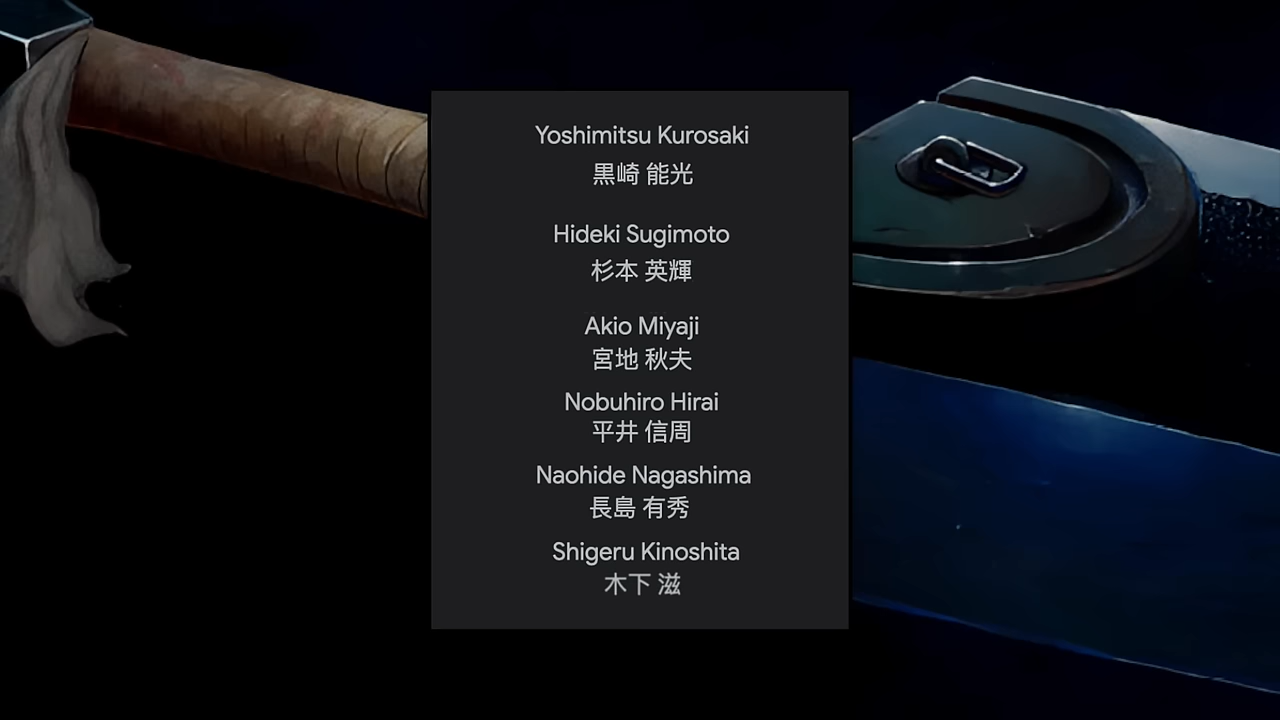 Yoshimitsu Kurosaki
黒崎 能光
Hideki Sugimoto
杉本 英輝
Akio Miyaji
宮地 秋夫
Nobuhiro Hirai
平井 信周
Naohide Nagashima
長島 有秀
Shigeru Kinoshita
木下 滋